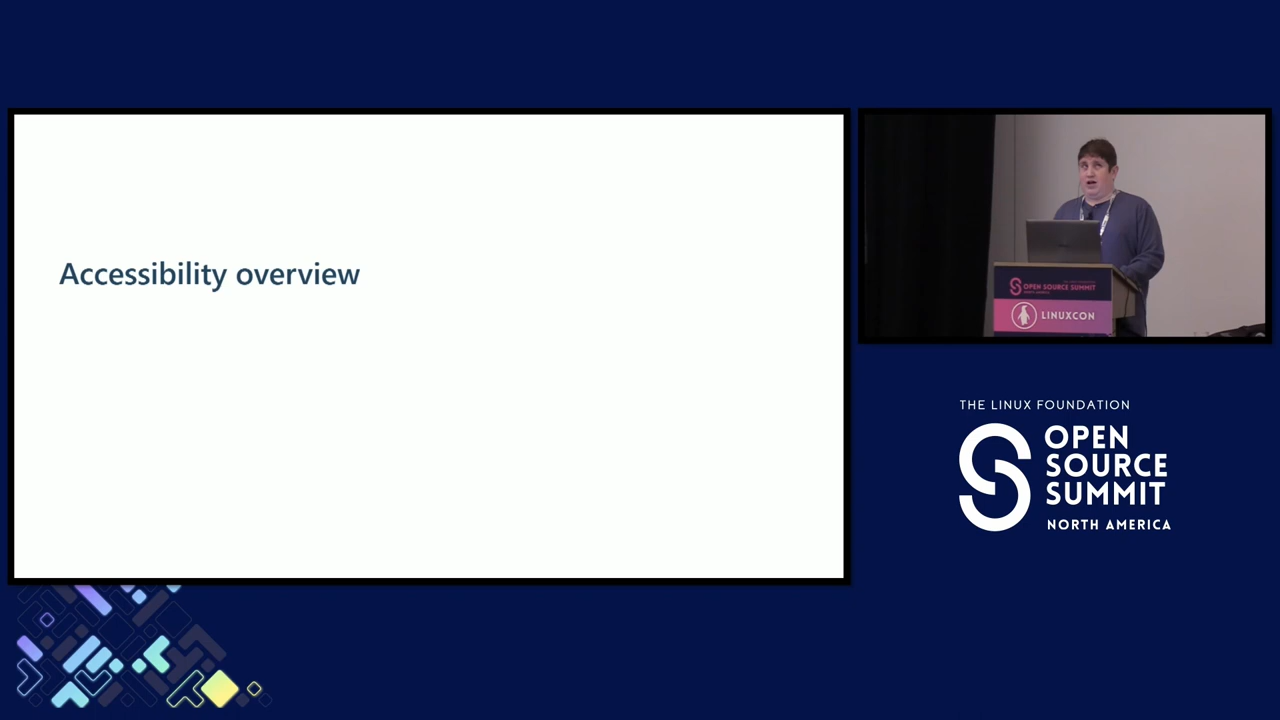 Accessibility overview
OPEN SOURCE SUMMIT
LINUXCON
THE LINUX FOUNDATION
OPEN
SOURCE
SUMMIT
NORTH AMERICA